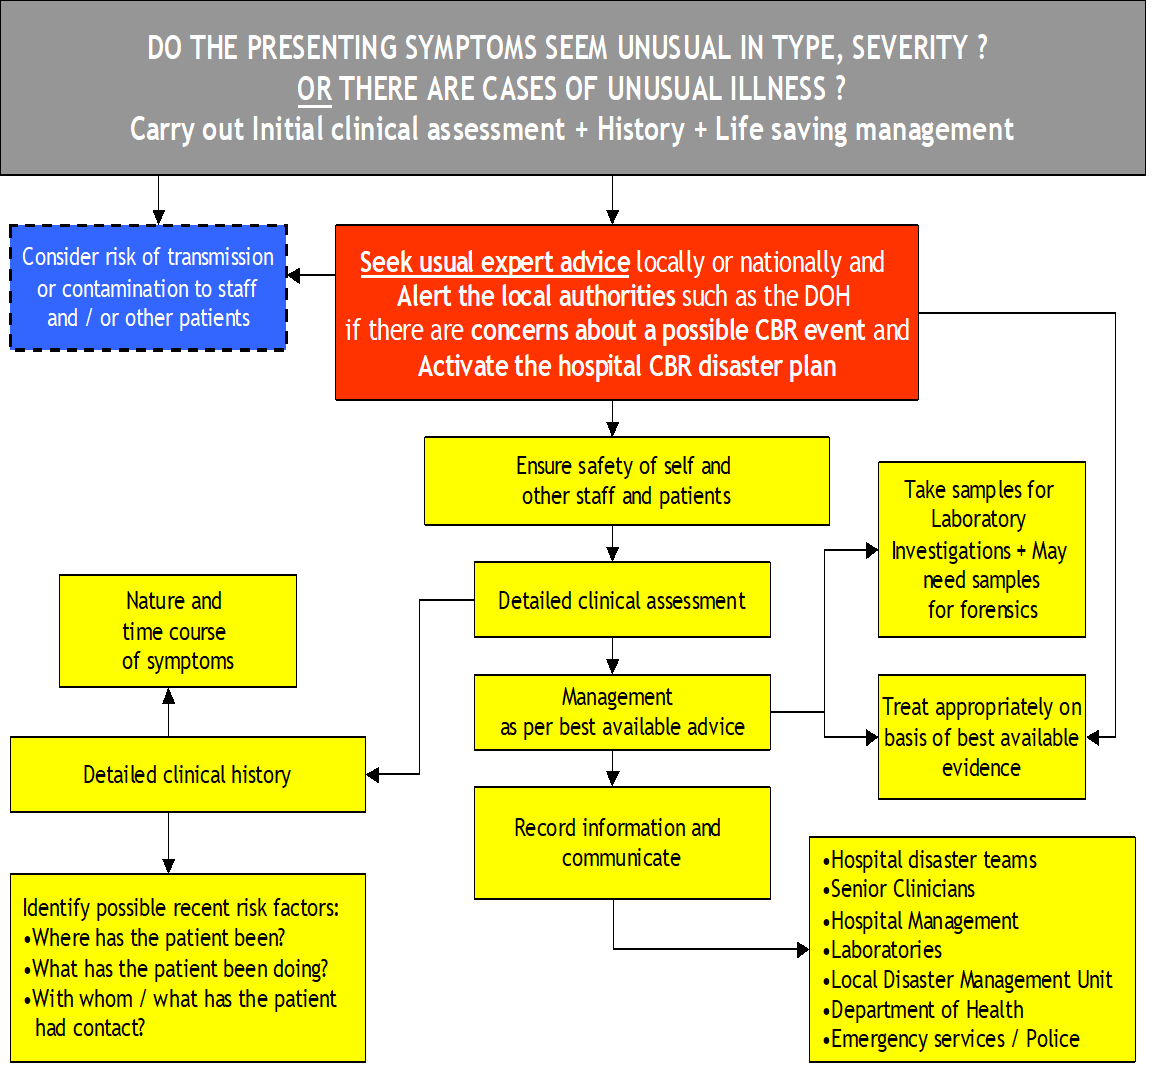 DO THE PRESENTING SYMPTOMS SEEM UNUSUAL IN TYPE, SEVERITY ?
OR THERE ARE CASES OF UNUSUAL ILLNESS ?
Carry out Initial clinical assessment + History + Life saving management
Consider risk of transmission
or contamination to staff
and / or other patients
Seek usual expert advice locally or nationally and
Alert the local authorities such as the DOH
if there are concerns about a possible CBR event and
Activate the hospital CBR disaster plan
Ensure safety of self and
other staff and patients
Take samples for
Laboratory
Investigations + May
need samples
for forensics
Detailed clinical assessment
Nature and
time course
of symptoms
Management
as per best available advice
Treat appropriately on
basis of best available
evidence
Detailed clinical history
Record information and
communicate
Identify possible recent risk factors:
•Where has the patient been?
•What has the patient been doing?
•With whom / what has the patient
had contact?
•Hospital disaster teams
•Senior Clinicians
•Hospital Management
•Laboratories
•Local Disaster Management Unit
•Department of Health
•Emergency services / Police